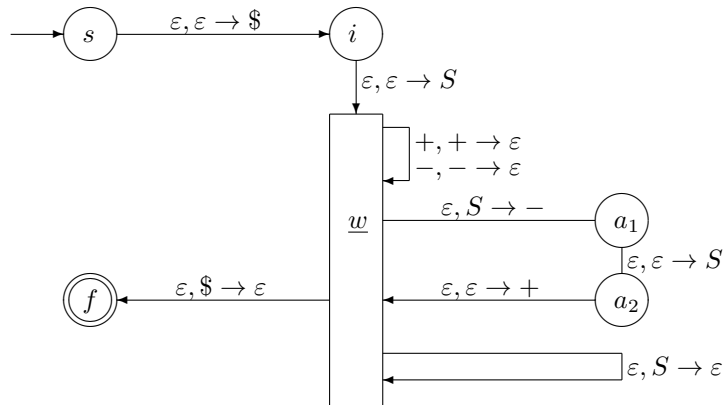 s ε, ε → $ i
ε, ε → S
+, + → ε
−, − → ε
w ε, S → − a₁
ε, ε → S
f ε, $ → ε ε, ε → + a₂
ε, S → ε